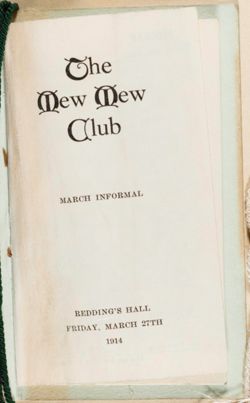 The
Mew Mew
Club
MARCH INFORMAL
REDDING'S HALL
FRIDAY, MARCH 27TH
1914